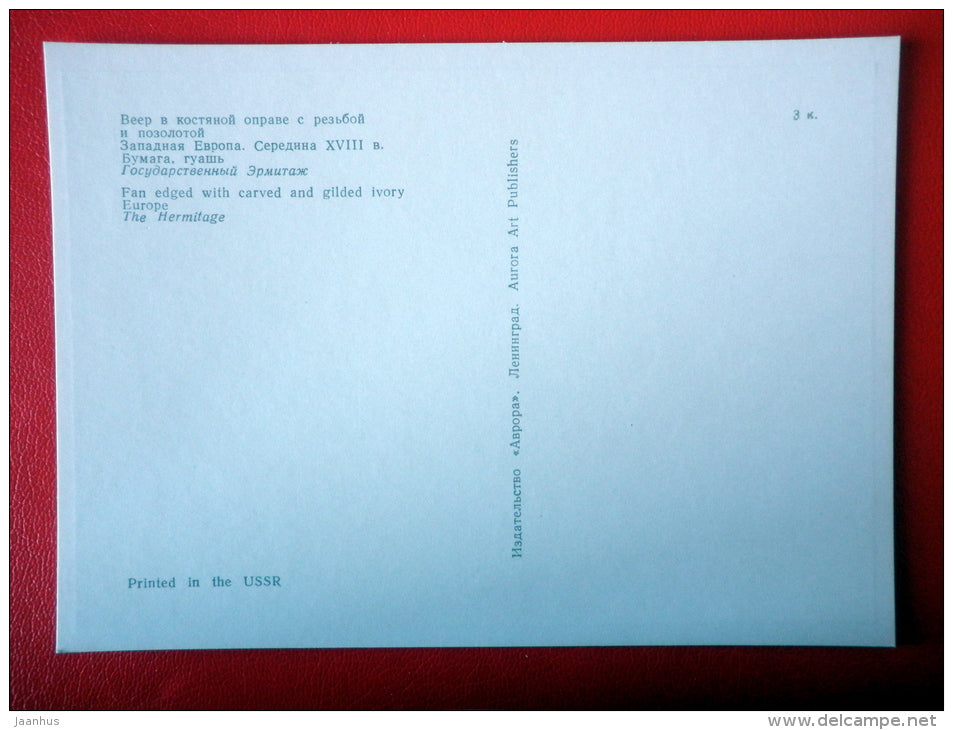 Веер в костяной оправе с резьбой
и позолотой
Западная Европа. Середина XVIII в.
Бумага, гуашь
Государственный Эрмитаж
Fan edged with carved and gilded ivory
Europe
The Hermitage
3 к.
Издательство «Аврора». Ленинград. Aurora Art Publishers
Printed in the USSR
jaanhus
www.delcampe.net